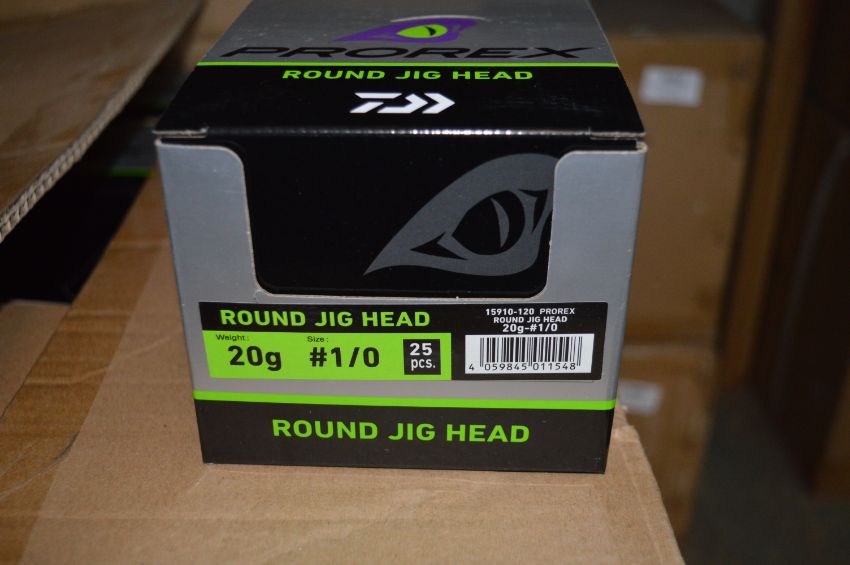 PROREX
ROUND JIG HEAD
ROUND JIG HEAD
Weight:
20g
Size:
#1/0
25
pcs.
15910-120 PROREX
ROUND JIG HEAD
20g-#1/0
4 059845 011548
ROUND JIG HEAD